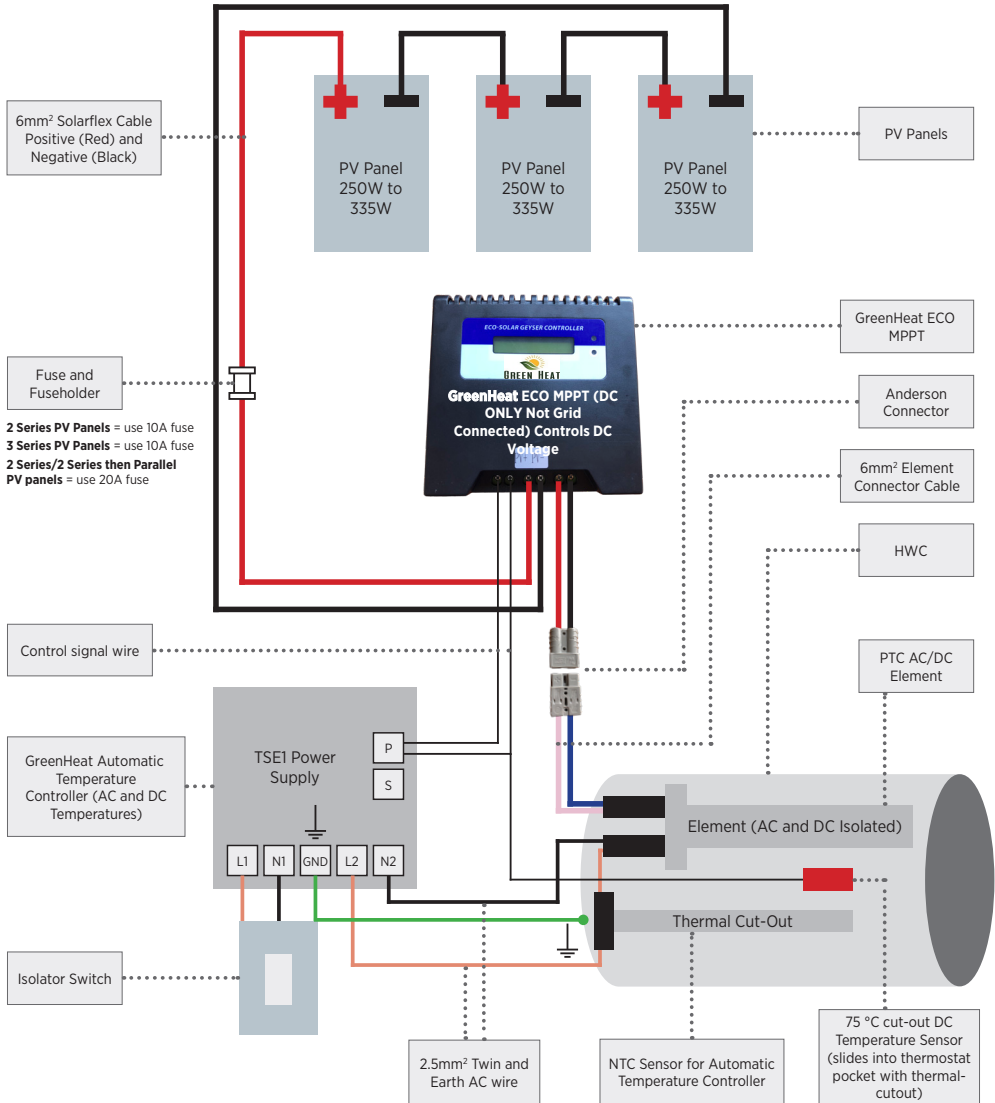 6mm² Solarflex Cable
Positive (Red) and
Negative (Black)
PV Panel
250W to
335W
PV Panel
250W to
335W
PV Panel
250W to
335W
PV Panels
ECO-SOLAR GEYSER CONTROLLER
GREEN HEAT
GreenHeat ECO MPPT (DC
ONLY Not Grid
Connected) Controls DC
Voltage
GreenHeat ECO
MPPT
Fuse and
Fuseholder
2 Series PV Panels = use 10A fuse
3 Series PV Panels = use 10A fuse
2 Series/2 Series then Parallel
PV panels = use 20A fuse
Anderson
Connector
6mm² Element
Connector Cable
HWC
Control signal wire
PTC AC/DC
Element
GreenHeat Automatic
Temperature
Controller (AC and DC
Temperatures)
TSE1 Power
Supply
P
S
L1
N1
GND
L2
N2
Element (AC and DC Isolated)
Thermal Cut-Out
Isolator Switch
2.5mm² Twin and
Earth AC wire
NTC Sensor for Automatic
Temperature Controller
75 °C cut-out DC
Temperature Sensor
(slides into thermostat
pocket with thermal-
cutout)